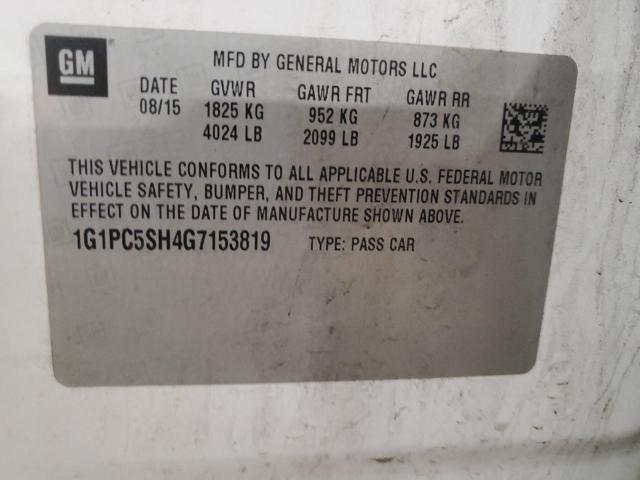 GM
MFD BY GENERAL MOTORS LLC
DATE GVWR GAWR FRT GAWR RR
08/15 1825 KG 952 KG 873 KG
4024 LB 2099 LB 1925 LB
THIS VEHICLE CONFORMS TO ALL APPLICABLE U.S. FEDERAL MOTOR
VEHICLE SAFETY, BUMPER, AND THEFT PREVENTION STANDARDS IN
EFFECT ON THE DATE OF MANUFACTURE SHOWN ABOVE.
1G1PC5SH4G7153819 TYPE: PASS CAR